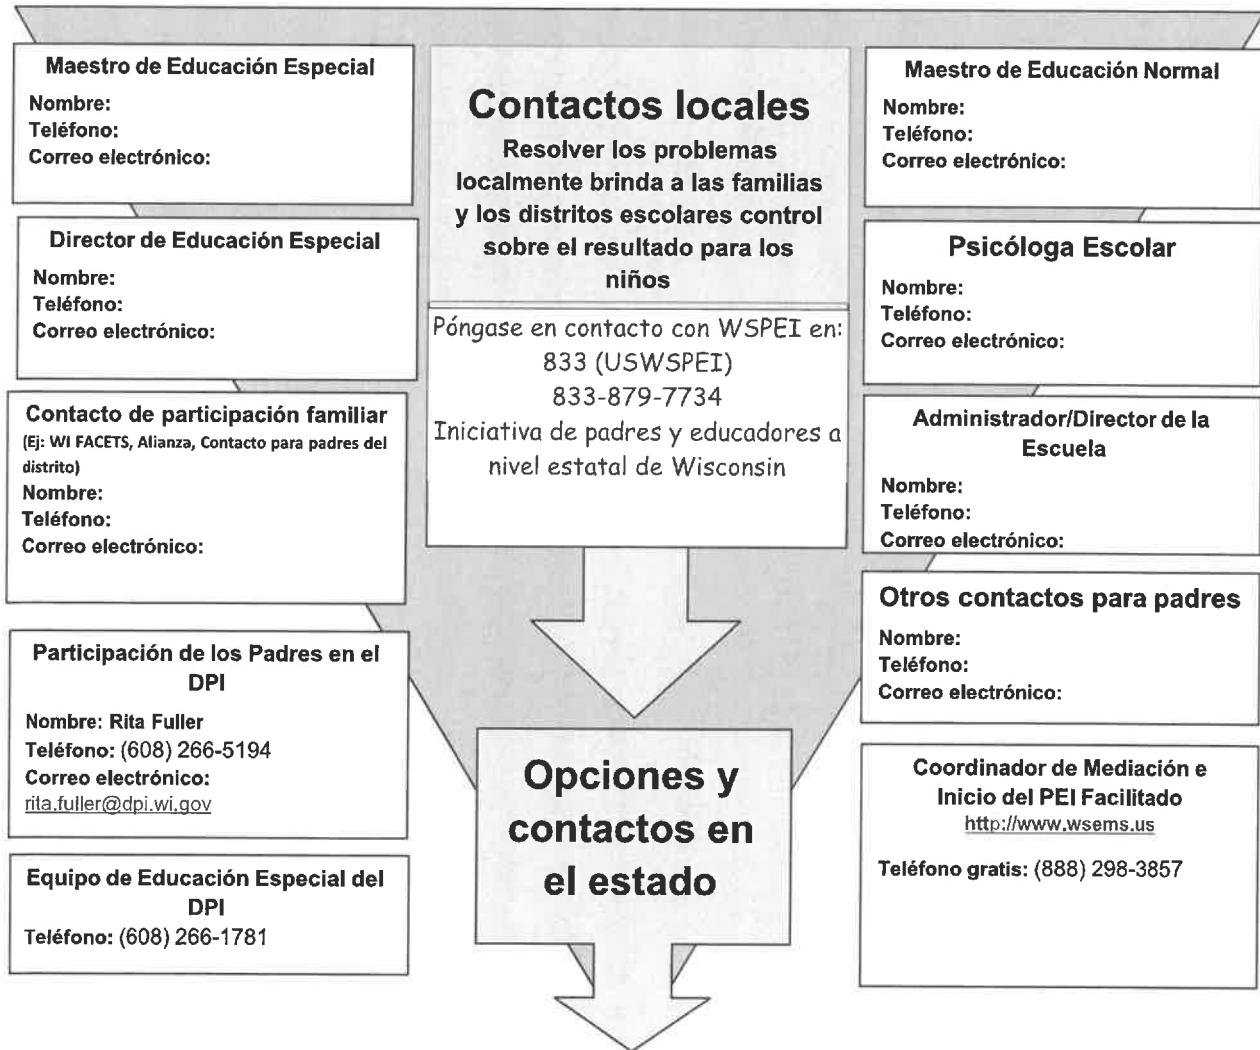 Maestro de Educación Especial
Nombre:
Teléfono:
Correo electrónico:
Director de Educación Especial
Nombre:
Teléfono:
Correo electrónico:
Contacto de participación familiar
(Ej: WI FACETS, Alianza, Contacto para padres del
distrito)
Nombre:
Teléfono:
Correo electrónico:
Participación de los Padres en el
DPI
Nombre: Rita Fuller
Teléfono: (608) 266-5194
Correo electrónico:
rita.fuller@dpi.wi.gov
Equipo de Educación Especial del
DPI
Teléfono: (608) 266-1781
Contactos locales
Resolver los problemas
localmente brinda a las familias
y los distritos escolares control
sobre el resultado para los
niños
Póngase en contacto con WSPEI en:
833 (USWSPEI)
833-879-7734
Iniciativa de padres y educadores a
nivel estatal de Wisconsin
Opciones y
contactos en
el estado
Maestro de Educación Normal
Nombre:
Teléfono:
Correo electrónico:
Psicóloga Escolar
Nombre:
Teléfono:
Correo electrónico:
Administrador/Director de la
Escuela
Nombre:
Teléfono:
Correo electrónico:
Otros contactos para padres
Nombre:
Teléfono:
Correo electrónico:
Coordinador de Mediación e
Inicio del PEI Facilitado
http://www.wsems.us
Teléfono gratis: (888) 298-3857